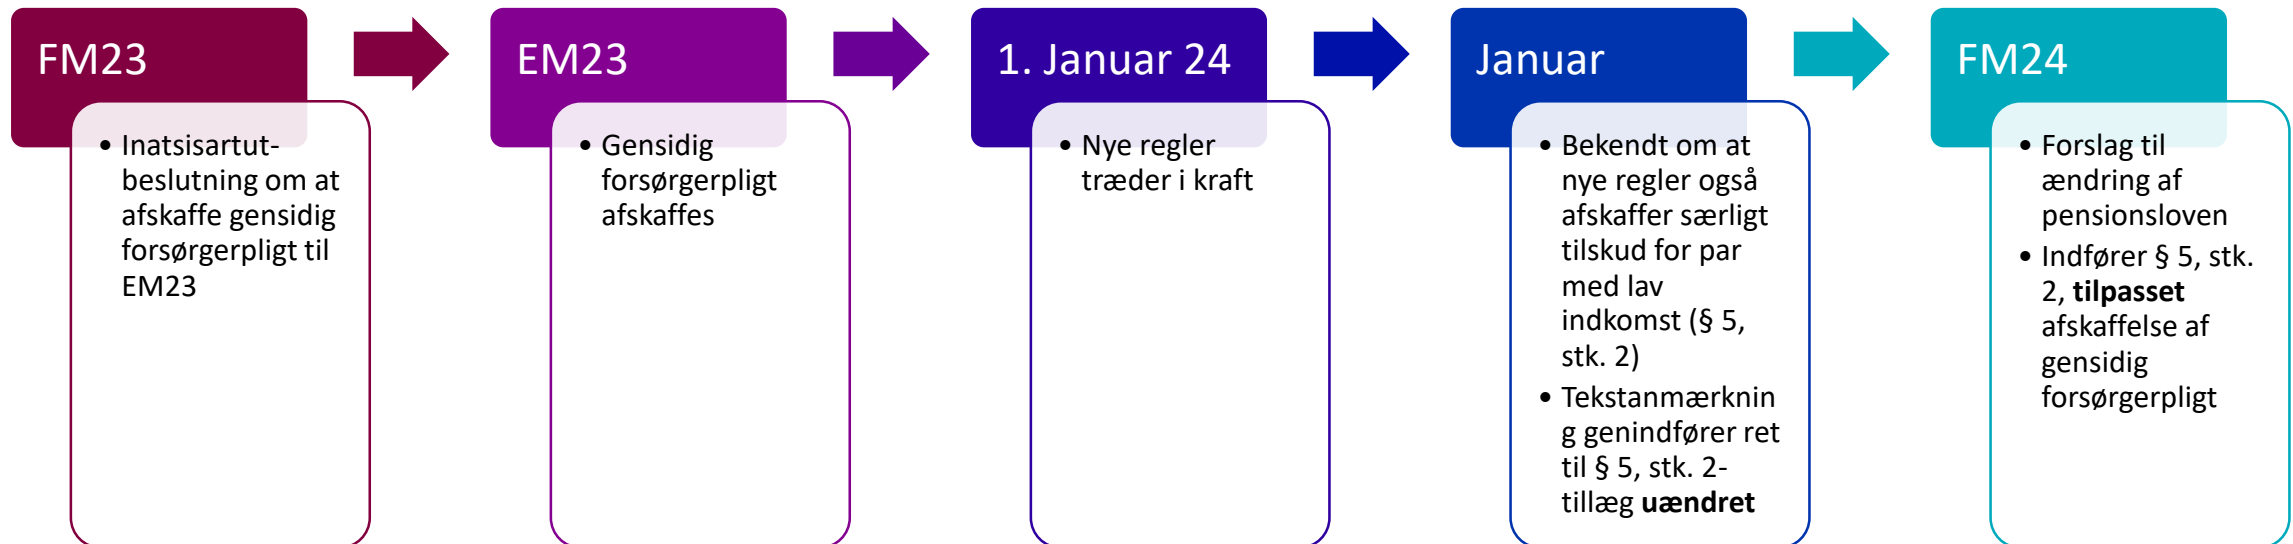 FM23
• Inatsisartut-
beslutning om at
afskaffe gensidig
forsørgerpligt til
EM23
EM23
• Gensidig
forsørgerpligt
afskaffes
1. Januar 24
• Nye regler
træder i kraft
Januar
• Bekendt om at
nye regler også
afskaffer særligt
tilskud for par
med lav
indkomst (§ 5,
stk. 2)
• Tekstanmærknin
g genindfører ret
til § 5, stk. 2-
tillæg uændret
FM24
• Forslag til
ændring af
pensionsloven
• Indfører § 5, stk.
2, tilpasset
afskaffelse af
gensidig
forsørgerpligt